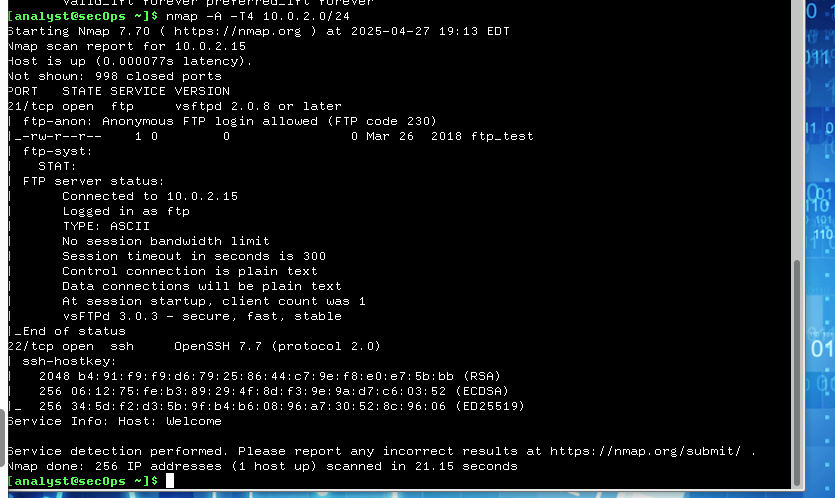 valid_lft forever preferred_lft forever
[analyst@secOps ~]$ nmap -A -T4 10.0.2.0/24
Starting Nmap 7.70 ( https://nmap.org ) at 2025-04-27 19:13 EDT
Nmap scan report for 10.0.2.15
Host is up (0.000077s latency).
Not shown: 998 closed ports
PORT   STATE SERVICE VERSION
21/tcp open  ftp     vsftpd 2.0.8 or later
| ftp-anon: Anonymous FTP login allowed (FTP code 230)
|_-rw-r--r--    1 0        0               0 Mar 26  2018 ftp_test
| ftp-syst:
|   STAT:
| FTP server status:
|      Connected to 10.0.2.15
|      Logged in as ftp
|      TYPE: ASCII
|      No session bandwidth limit
|      Session timeout in seconds is 300
|      Control connection is plain text
|      Data connections will be plain text
|      At session startup, client count was 1
|      vsFTPd 3.0.3 - secure, fast, stable
|_End of status
22/tcp open  ssh     OpenSSH 7.7 (protocol 2.0)
| ssh-hostkey:
|   2048 b4:91:f9:f9:d6:79:25:86:44:c7:9e:f8:e0:e7:5b:bb (RSA)
|   256 06:12:75:fe:b3:89:29:4f:8d:f3:9e:9a:d7:c6:03:52 (ECDSA)
|_  256 34:5d:f2:d3:5b:9f:b4:b6:08:96:a7:30:52:8c:96:06 (ED25519)
Service Info: Host: Welcome
Service detection performed. Please report any incorrect results at https://nmap.org/submit/ .
Nmap done: 256 IP addresses (1 host up) scanned in 21.15 seconds
[analyst@secOps ~]$